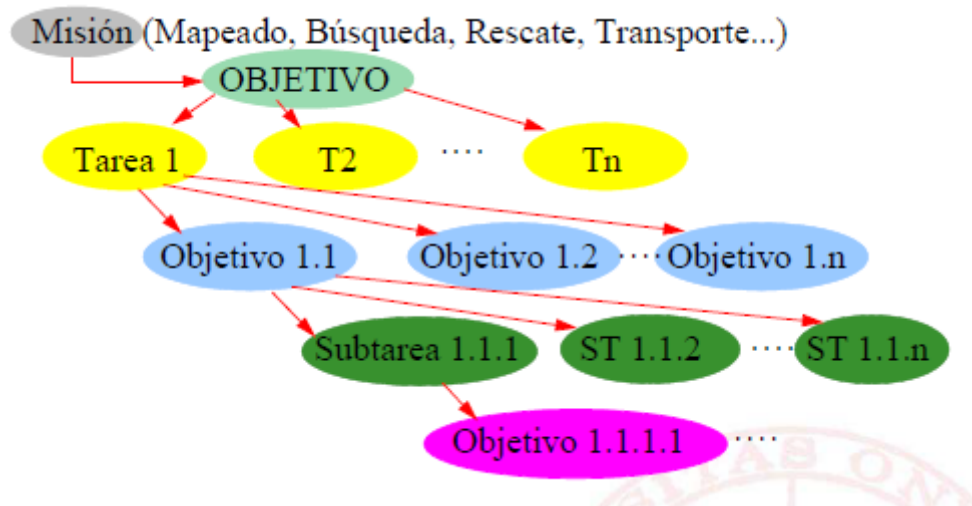 Misión (Mapeado, Búsqueda, Rescate, Transporte...)
OBJETIVO
Tarea 1 T2 .... Tn
Objetivo 1.1 Objetivo 1.2 .... Objetivo 1.n
Subtarea 1.1.1 ST 1.1.2 .... ST 1.1.n
Objetivo 1.1.1.1 ....